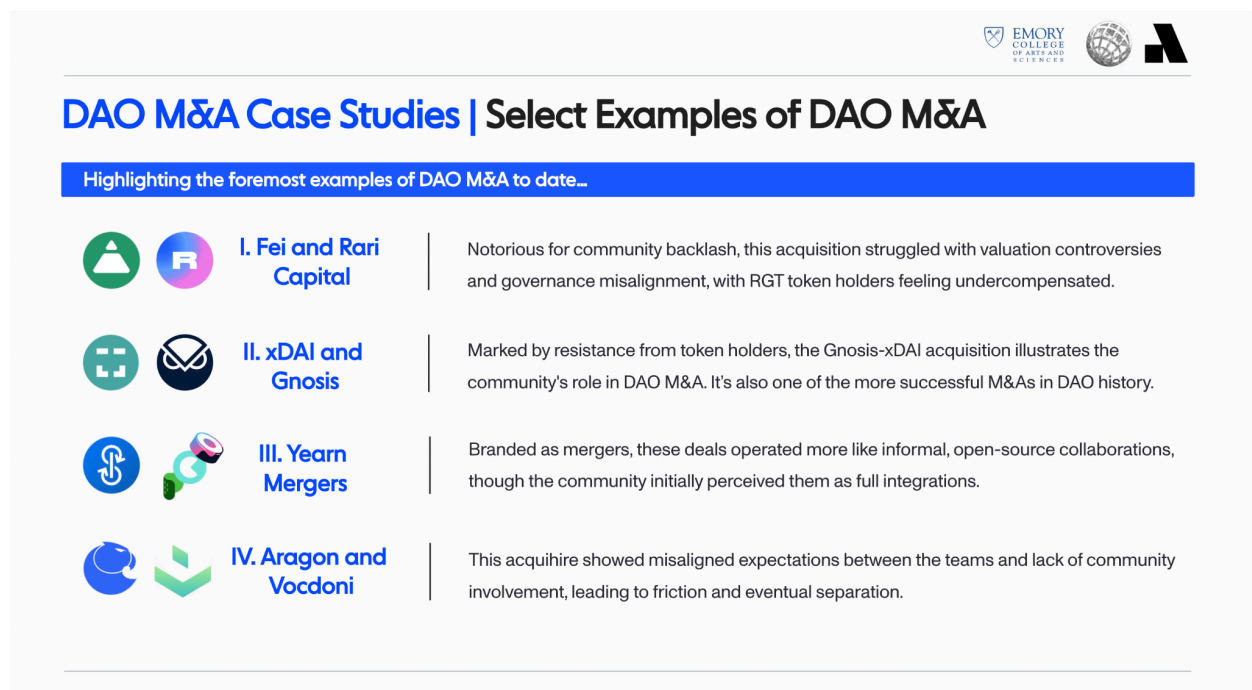 EMORY
COLLEGE
OF ARTS AND
SCIENCES
DAO M&A Case Studies | Select Examples of DAO M&A
Highlighting the foremost examples of DAO M&A to date...
R
I. Fei and Rari
Capital
Notorious for community backlash, this acquisition struggled with valuation controversies
and governance misalignment, with RGT token holders feeling undercompensated.
II. xDAI and
Gnosis
Marked by resistance from token holders, the Gnosis-xDAI acquisition illustrates the
community's role in DAO M&A. It's also one of the more successful M&As in DAO history.
III. Yearn
Mergers
Branded as mergers, these deals operated more like informal, open-source collaborations,
though the community initially perceived them as full integrations.
IV. Aragon and
Vocdoni
This acquihire showed misaligned expectations between the teams and lack of community
involvement, leading to friction and eventual separation.